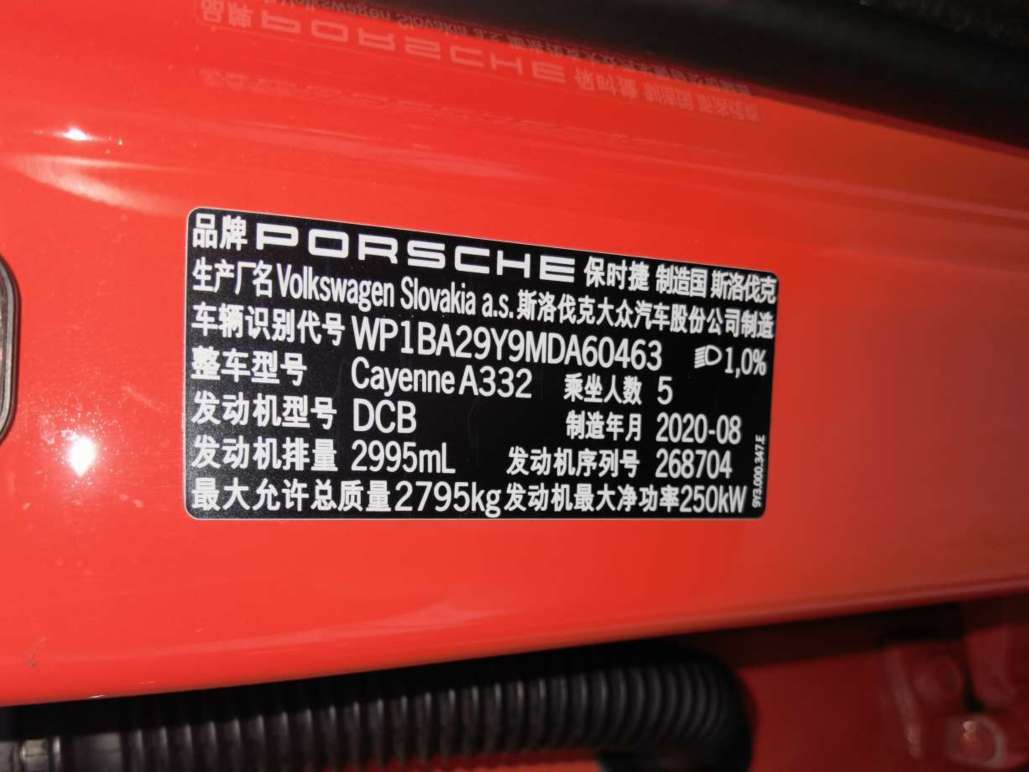 品牌 PORSCHE 保时捷 制造国 斯洛伐克
生产厂名 Volkswagen Slovakia a.s. 斯洛伐克大众汽车股份公司制造
车辆识别代号 WP1BA29Y9MDA60463 1,0%
整车型号 Cayenne A332 乘坐人数 5
发动机型号 DCB 制造年月 2020-08
发动机排量 2995mL 发动机序列号 268704
最大允许总质量 2795kg 发动机最大净功率 250kW
9Y3.000.347.E